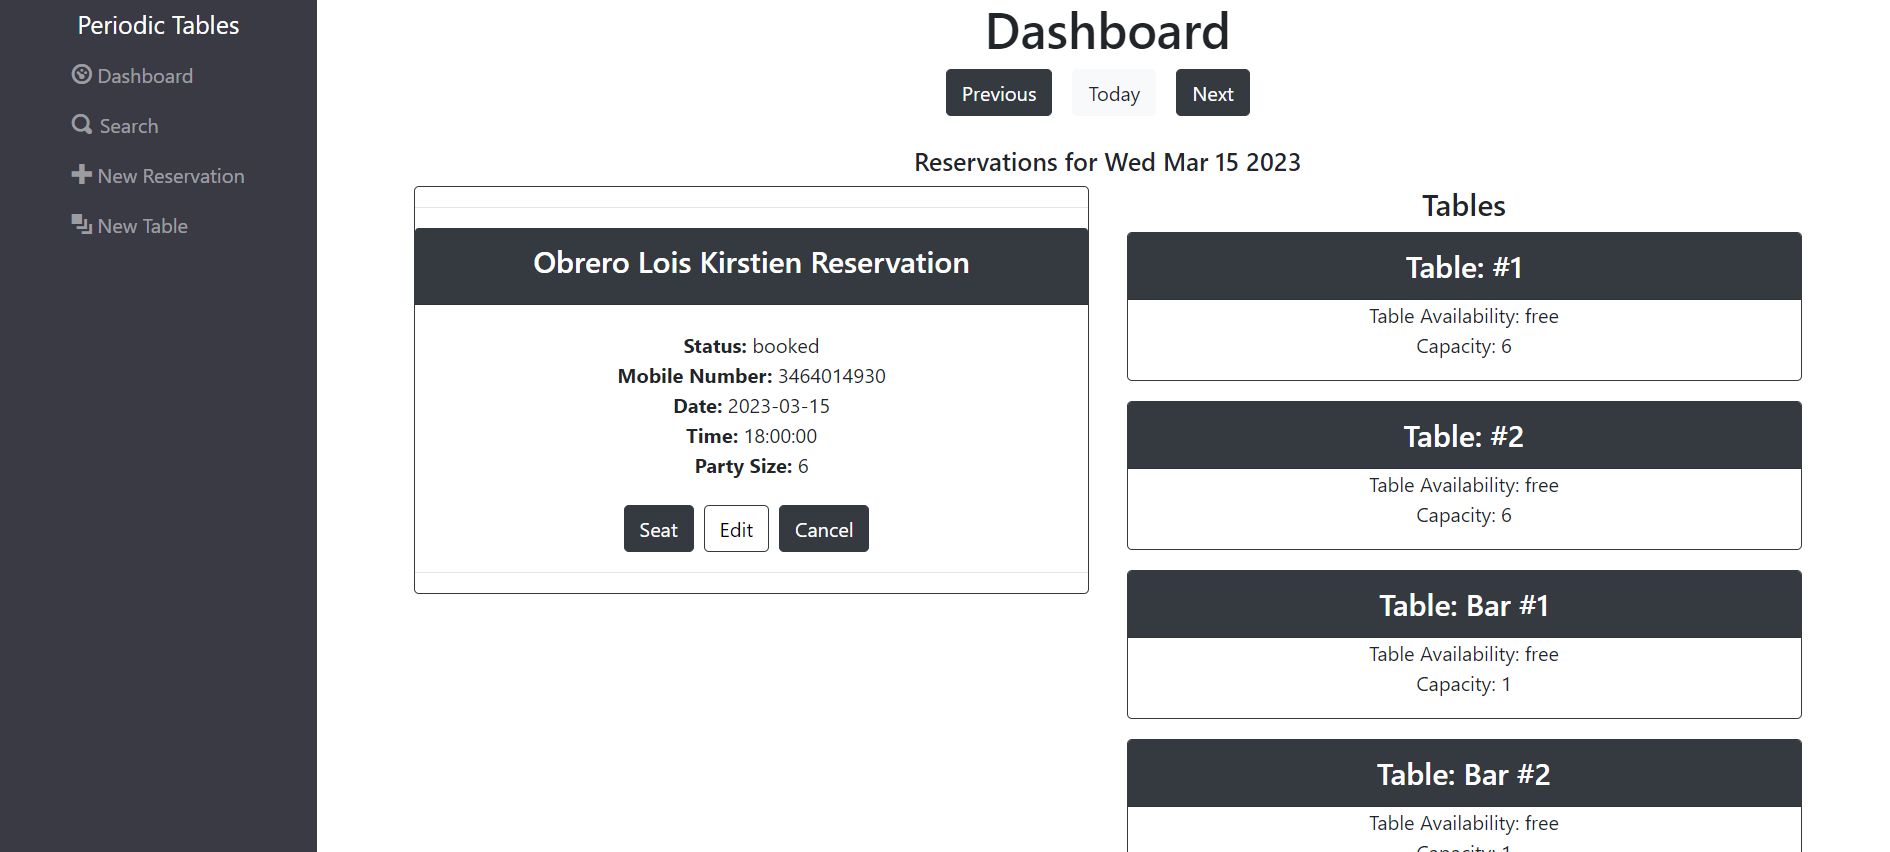 Periodic Tables
Dashboard
Search
New Reservation
New Table
Dashboard
Previous Today Next
Reservations for Wed Mar 15 2023
Obrero Lois Kirstien Reservation
Status: booked
Mobile Number: 3464014930
Date: 2023-03-15
Time: 18:00:00
Party Size: 6
Seat Edit Cancel
Tables
Table: #1
Table Availability: free
Capacity: 6
Table: #2
Table Availability: free
Capacity: 6
Table: Bar #1
Table Availability: free
Capacity: 1
Table: Bar #2
Table Availability: free
Capacity: 1